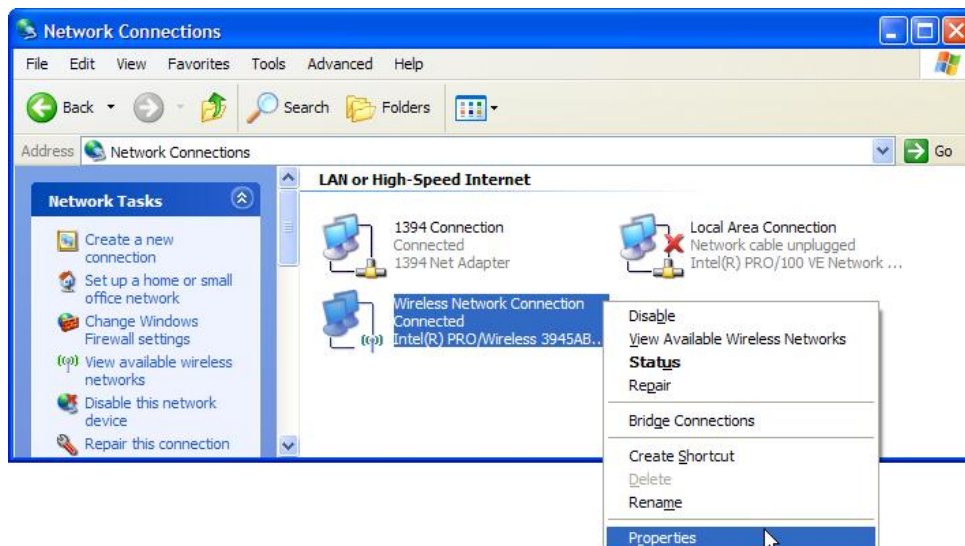 Network Connections
File Edit View Favorites Tools Advanced Help
Back Search Folders
Address Network Connections Go
Network Tasks
Create a new
connection
Set up a home or small
office network
Change Windows
Firewall settings
View available wireless
networks
Disable this network
device
Repair this connection
LAN or High-Speed Internet
1394 Connection
Connected
1394 Net Adapter
Local Area Connection
Network cable unplugged
Intel(R) PRO/100 VE Network ...
Wireless Network Connection
Connected
Intel(R) PRO/Wireless 3945AB...
Disable
View Available Wireless Networks
Status
Repair
Bridge Connections
Create Shortcut
Delete
Rename
Properties